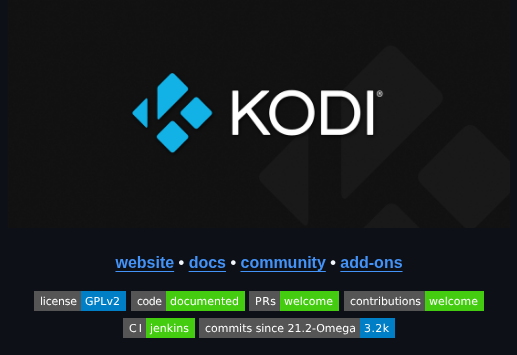 KODI®
website • docs • community • add-ons
license GPLv2 code documented PRs welcome contributions welcome
CI jenkins commits since 21.2-Omega 3.2k